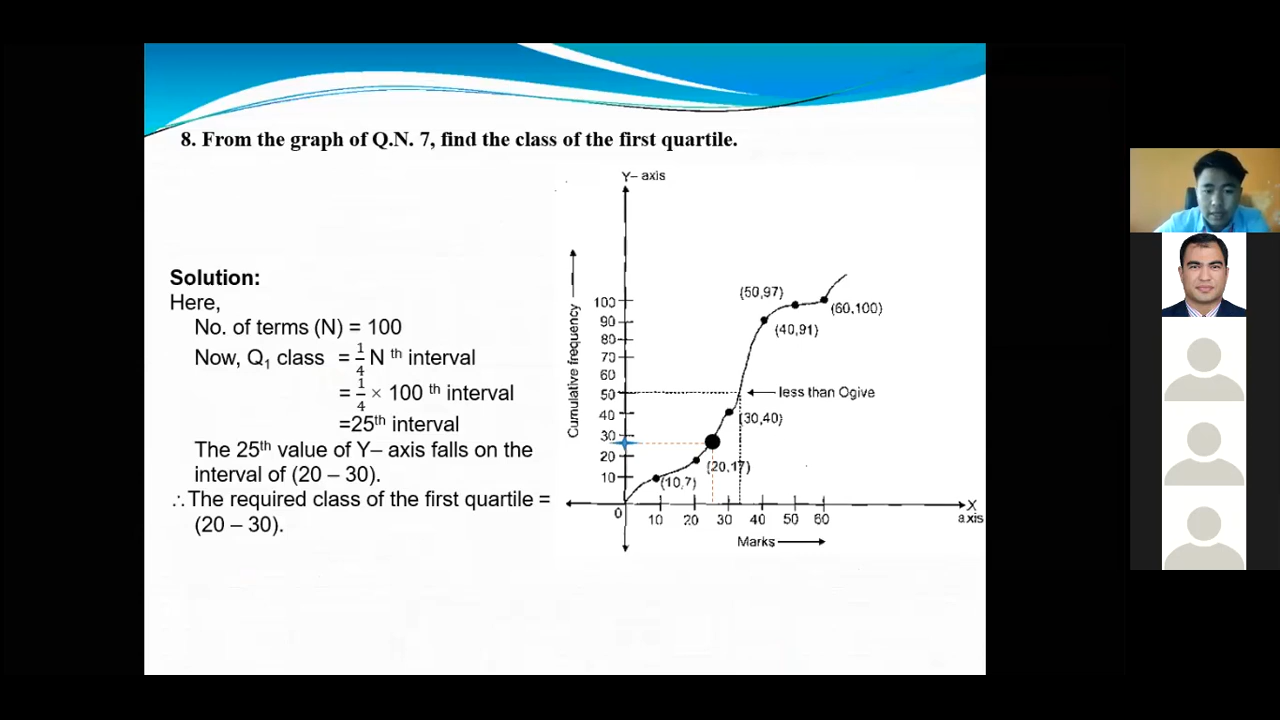 8. From the graph of Q.N. 7, find the class of the first quartile.
Solution:
Here,
No. of terms (N) = 100
Now, Q₁ class = 1/4 N th interval
= 1/4 × 100 th interval
=25th interval
The 25th value of Y– axis falls on the
interval of (20 – 30).
∴The required class of the first quartile =
(20 – 30).
Y– axis
Cumulative frequency
100
90
80
70
60
50
40
30
20
10
0
10 20 30 40 50 60
(10,7)
(20,17)
(30,40)
(40,91)
(50,97)
(60,100)
less than Ogive
X
axis
Marks